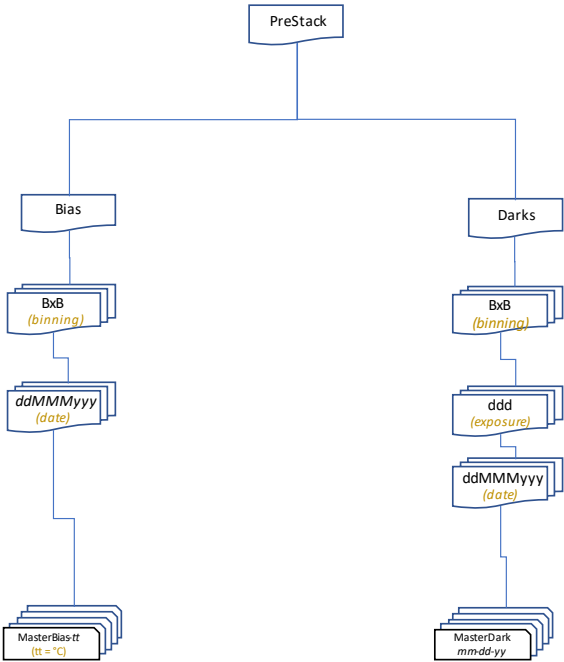 PreStack
Bias
Darks
BxB
(binning)
BxB
(binning)
ddMMMyyy
(date)
ddd
(exposure)
ddMMMyyy
(date)
MasterBias-tt
(tt = °C)
MasterDark
mm-dd-yy